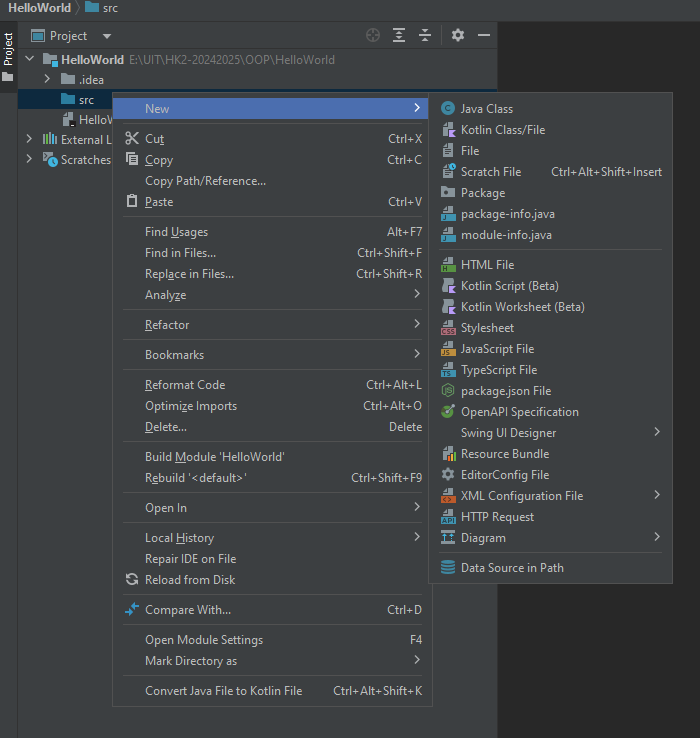 HelloWorld
src
Project
Project
HelloWorld E:\UIT\HK2-20242025\OOP\HelloWorld
.idea
src
HelloW
External L
Scratches
New
Cut Ctrl+X
Copy Ctrl+C
Copy Path/Reference...
Paste Ctrl+V
Find Usages Alt+F7
Find in Files... Ctrl+Shift+F
Replace in Files... Ctrl+Shift+R
Analyze
Refactor
Bookmarks
Reformat Code Ctrl+Alt+L
Optimize Imports Ctrl+Alt+O
Delete... Delete
Build Module 'HelloWorld'
Rebuild '<default>' Ctrl+Shift+F9
Open In
Local History
Repair IDE on File
Reload from Disk
Compare With... Ctrl+D
Open Module Settings F4
Mark Directory as
Convert Java File to Kotlin File Ctrl+Alt+Shift+K
Java Class
Kotlin Class/File
File
Scratch File Ctrl+Alt+Shift+Insert
Package
package-info.java
module-info.java
HTML File
Kotlin Script (Beta)
Kotlin Worksheet (Beta)
Stylesheet
JavaScript File
TypeScript File
package.json File
OpenAPI Specification
Swing UI Designer
Resource Bundle
EditorConfig File
XML Configuration File
HTTP Request
Diagram
Data Source in Path